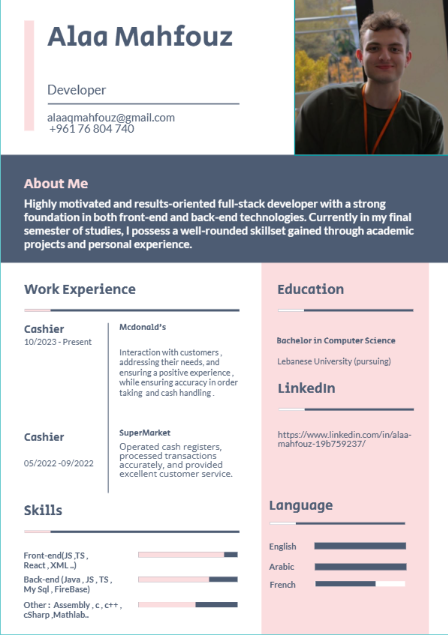 Alaa Mahfouz
Developer
alaaqmahfouz@gmail.com
+961 76 804 740
About Me
Highly motivated and results-oriented full-stack developer with a strong
foundation in both front-end and back-end technologies. Currently in my final
semester of studies, I possess a well-rounded skillset gained through academic
projects and personal experience.
Work Experience
Cashier
10/2023 - Present
Mcdonald's
Interaction with customers ,
addressing their needs, and
ensuring a positive experience ,
while ensuring accuracy in order
taking and cash handling .
Cashier
05/2022 -09/2022
SuperMarket
Operated cash registers,
processed transactions
accurately, and provided
excellent customer service.
Skills
Front-end(JS ,TS ,
React , XML ..)
Back-end (Java , JS , TS ,
My Sql , FireBase)
Other : Assembly , c , c++ ,
cSharp ,Mathlab..
Education
Bachelor in Computer Science
Lebanese University (pursuing)
LinkedIn
https://www.linkedin.com/in/alaa-
mahfouz-19b759237/
Language
English
Arabic
French